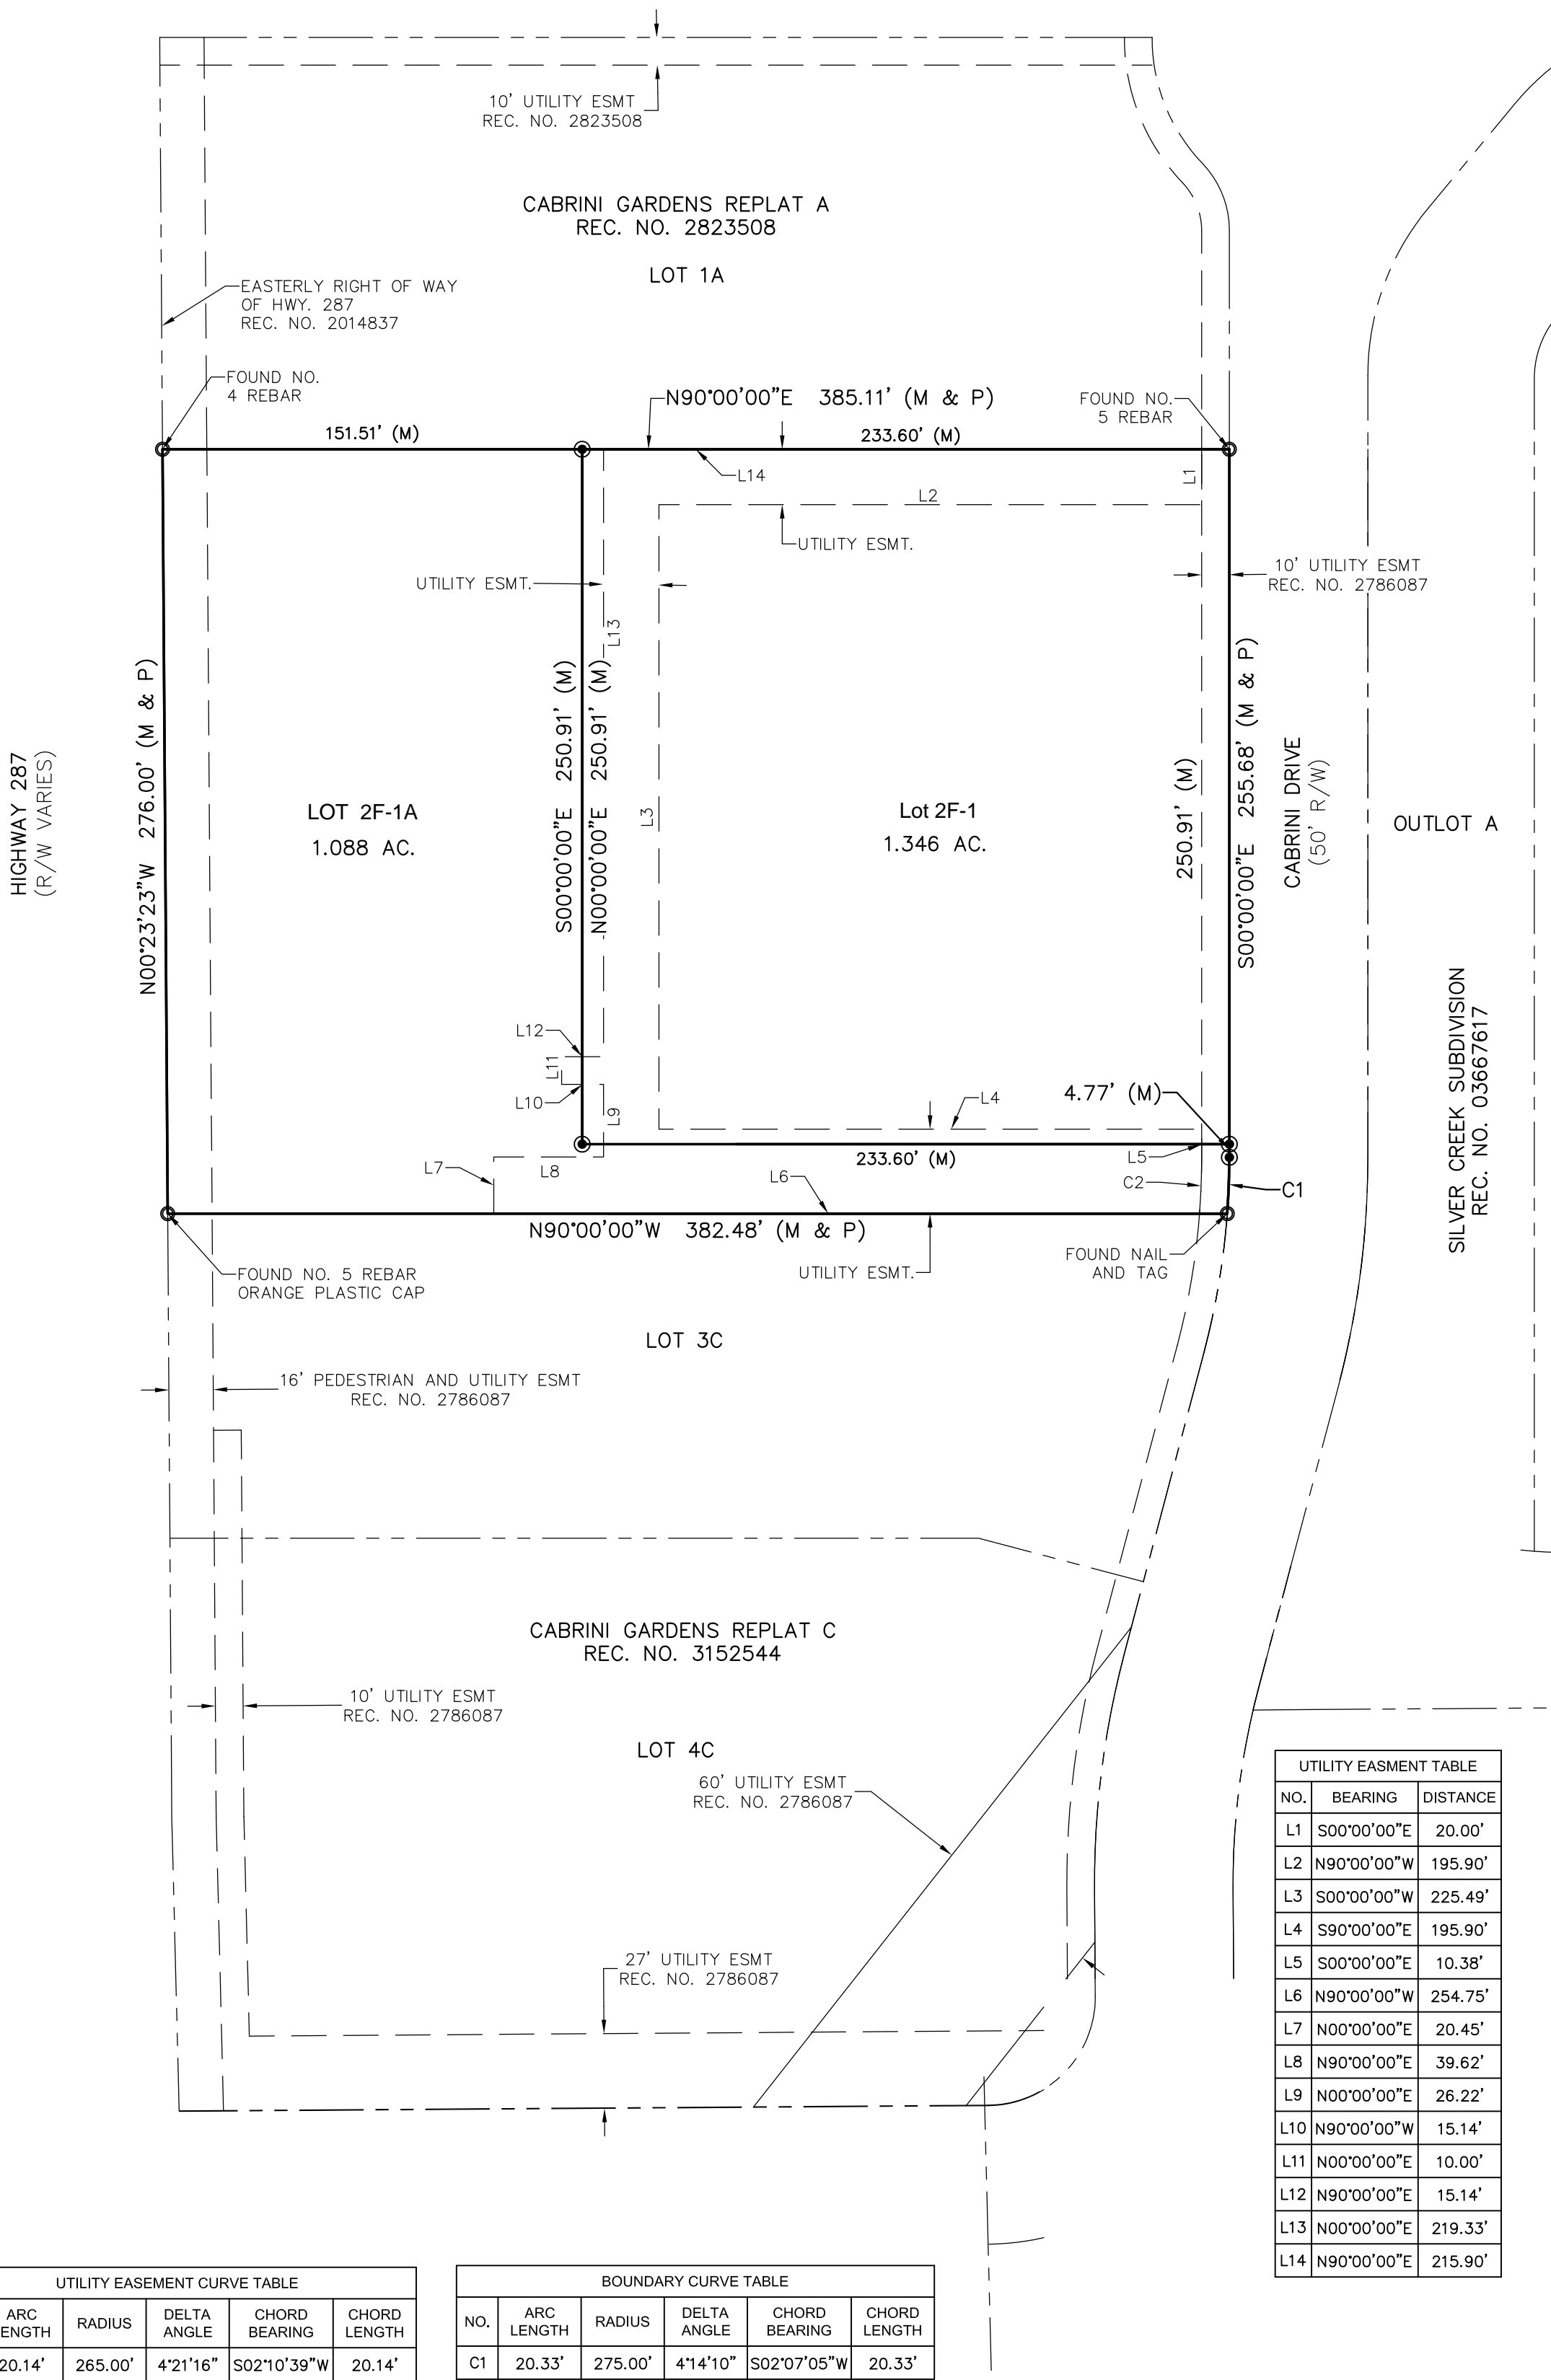 10' UTILITY ESMT
REC. NO. 2823508
CABRINI GARDENS REPLAT A
REC. NO. 2823508
LOT 1A
EASTERLY RIGHT OF WAY
OF HWY. 287
REC. NO. 2014837
FOUND NO.
4 REBAR
N90°00'00"E 385.11' (M & P)
FOUND NO.
5 REBAR
151.51' (M)
233.60' (M)
L14
L1
L2
UTILITY ESMT.
UTILITY ESMT.
10' UTILITY ESMT
REC. NO. 2786087
L13
HIGHWAY 287
(R/W VARIES)
N00°23'23"W 276.00' (M & P)
LOT 2F-1A
1.088 AC.
S00°00'00"E 250.91' (M)
N00°00'00"E 250.91' (M)
L3
Lot 2F-1
1.346 AC.
250.91' (M)
S00°00'00"E 255.68' (M & P)
CABRINI DRIVE
(50' R/W)
OUTLOT A
SILVER CREEK SUBDIVISION
REC. NO. 03667617
L12
L11
L10
L9
L4
4.77' (M)
L7
L8
233.60' (M)
L5
L6
C2
C1
N90°00'00"W 382.48' (M & P)
FOUND NAIL
AND TAG
UTILITY ESMT.
FOUND NO. 5 REBAR
ORANGE PLASTIC CAP
LOT 3C
16' PEDESTRIAN AND UTILITY ESMT
REC. NO. 2786087
CABRINI GARDENS REPLAT C
REC. NO. 3152544
10' UTILITY ESMT
REC. NO. 2786087
LOT 4C
60' UTILITY ESMT
REC. NO. 2786087
27' UTILITY ESMT
REC. NO. 2786087
UTILITY EASMENT TABLE
NO. BEARING DISTANCE
L1 S00°00'00"E 20.00'
L2 N90°00'00"W 195.90'
L3 S00°00'00"W 225.49'
L4 S90°00'00"E 195.90'
L5 S00°00'00"E 10.38'
L6 N90°00'00"W 254.75'
L7 N00°00'00"E 20.45'
L8 N90°00'00"E 39.62'
L9 N00°00'00"E 26.22'
L10 N90°00'00"W 15.14'
L11 N00°00'00"E 10.00'
L12 N90°00'00"E 15.14'
L13 N00°00'00"E 219.33'
L14 N90°00'00"E 215.90'
UTILITY EASEMENT CURVE TABLE
ARC RADIUS DELTA CHORD CHORD
ENGTH ANGLE BEARING LENGTH
20.14' 265.00' 4°21'16" S02°10'39"W 20.14'
BOUNDARY CURVE TABLE
NO. ARC RADIUS DELTA CHORD CHORD
LENGTH ANGLE BEARING LENGTH
C1 20.33' 275.00' 4°14'10" S02°07'05"W 20.33'